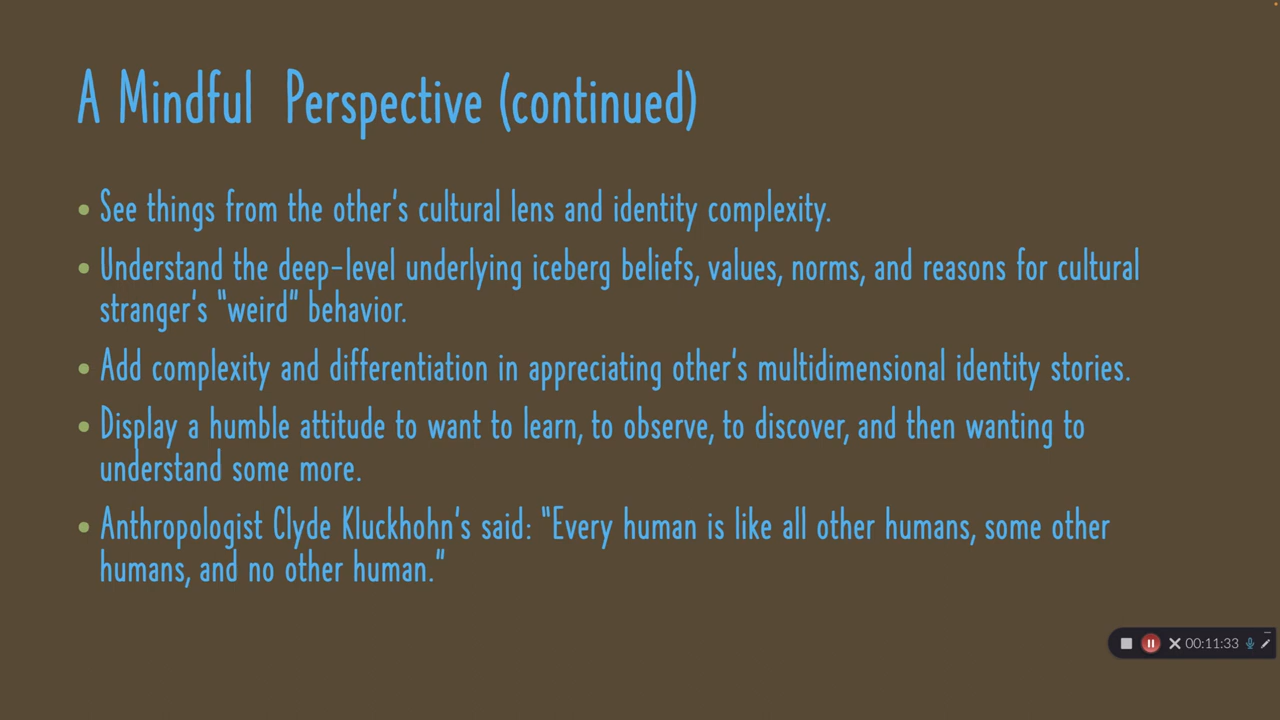 A Mindful  Perspective (continued)
• See things from the other's cultural lens and identity complexity.
• Understand the deep-level underlying iceberg beliefs, values, norms, and reasons for cultural
stranger's "weird" behavior.
• Add complexity and differentiation in appreciating other's multidimensional identity stories.
• Display a humble attitude to want to learn, to observe, to discover, and then wanting to
understand some more.
• Anthropologist Clyde Kluckhohn's said: "Every human is like all other humans, some other
humans, and no other human."
00:11:33